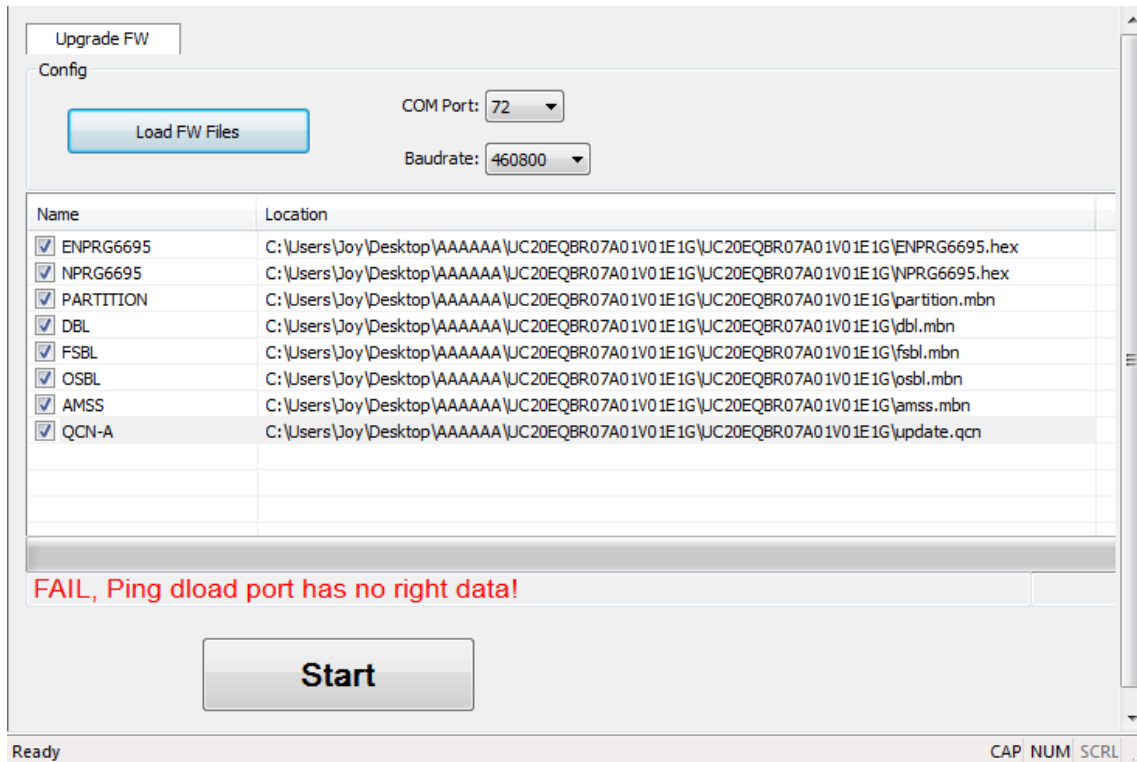 Upgrade FW
Config
Load FW Files
COM Port: 72
Baudrate: 460800
Name Location
ENPRG6695 C:\Users\Joy\Desktop\AAAAAA\UC20EQBR07A01V01E1G\UC20EQBR07A01V01E1G\ENPRG6695.hex
NPRG6695 C:\Users\Joy\Desktop\AAAAAA\UC20EQBR07A01V01E1G\UC20EQBR07A01V01E1G\NPRG6695.hex
PARTITION C:\Users\Joy\Desktop\AAAAAA\UC20EQBR07A01V01E1G\UC20EQBR07A01V01E1G\partition.mbn
DBL C:\Users\Joy\Desktop\AAAAAA\UC20EQBR07A01V01E1G\UC20EQBR07A01V01E1G\dbl.mbn
FSBL C:\Users\Joy\Desktop\AAAAAA\UC20EQBR07A01V01E1G\UC20EQBR07A01V01E1G\fsbl.mbn
OSBL C:\Users\Joy\Desktop\AAAAAA\UC20EQBR07A01V01E1G\UC20EQBR07A01V01E1G\osbl.mbn
AMSS C:\Users\Joy\Desktop\AAAAAA\UC20EQBR07A01V01E1G\UC20EQBR07A01V01E1G\amss.mbn
QCN-A C:\Users\Joy\Desktop\AAAAAA\UC20EQBR07A01V01E1G\UC20EQBR07A01V01E1G\update.qcn
FAIL, Ping dload port has no right data!
Start
Ready CAP NUM SCRL